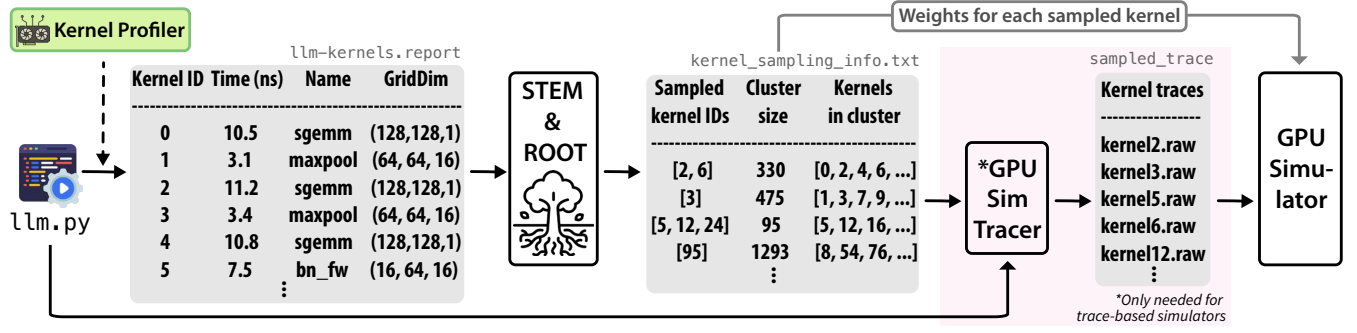 Kernel Profiler
llm.py
llm-kernels.report
Kernel ID Time (ns) Name GridDim
-----------------------------------------------
0 10.5 sgemm (128,128,1)
1 3.1 maxpool (64, 64, 16)
2 11.2 sgemm (128,128,1)
3 3.4 maxpool (64, 64, 16)
4 10.8 sgemm (128,128,1)
5 7.5 bn_fw (16, 64, 16)
⋮
STEM
&
ROOT
kernel_sampling_info.txt
Sampled Cluster Kernels
kernel IDs size in cluster
--------------------------------------
[2, 6] 330 [0, 2, 4, 6, ...]
[3] 475 [1, 3, 7, 9, ...]
[5, 12, 24] 95 [5, 12, 16, ...]
[95] 1293 [8, 54, 76, ...]
⋮
Weights for each sampled kernel
*GPU
Sim
Tracer
sampled_trace
Kernel traces
-----------------
kernel2.raw
kernel3.raw
kernel5.raw
kernel6.raw
kernel12.raw
⋮
*Only needed for
trace-based simulators
GPU
Simu-
lator